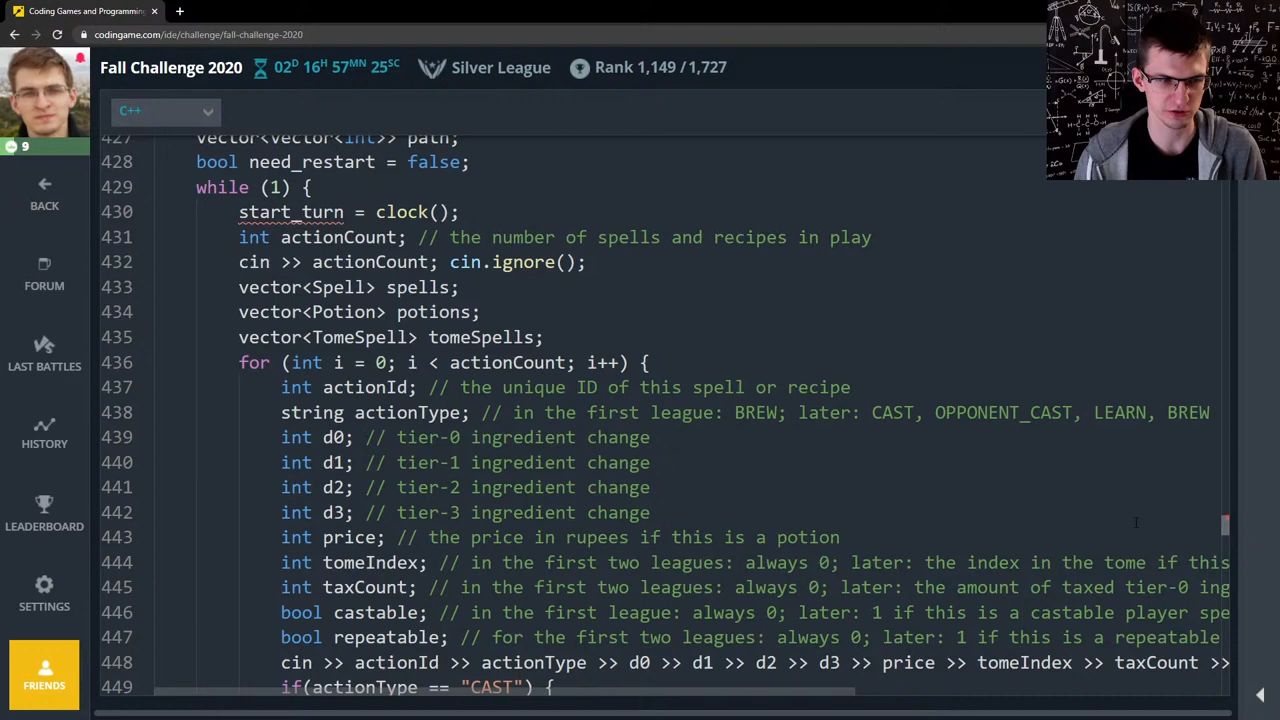 Coding Games and Programming
codingame.com/ide/challenge/fall-challenge-2020
Fall Challenge 2020 02D 16H 57MN 25SC Silver League Rank 1,149 / 1,727
C++
9
BACK
FORUM
LAST BATTLES
HISTORY
LEADERBOARD
SETTINGS
FRIENDS
427 vector<vector<int>> path;
428 bool need_restart = false;
429 while (1) {
430 start_turn = clock();
431 int actionCount; // the number of spells and recipes in play
432 cin >> actionCount; cin.ignore();
433 vector<Spell> spells;
434 vector<Potion> potions;
435 vector<TomeSpell> tomeSpells;
436 for (int i = 0; i < actionCount; i++) {
437 int actionId; // the unique ID of this spell or recipe
438 string actionType; // in the first league: BREW; later: CAST, OPPONENT_CAST, LEARN, BREW
439 int d0; // tier-0 ingredient change
440 int d1; // tier-1 ingredient change
441 int d2; // tier-2 ingredient change
442 int d3; // tier-3 ingredient change
443 int price; // the price in rupees if this is a potion
444 int tomeIndex; // in the first two leagues: always 0; later: the index in the tome if this
445 int taxCount; // in the first two leagues: always 0; later: the amount of taxed tier-0 ing
446 bool castable; // in the first league: always 0; later: 1 if this is a castable player spe
447 bool repeatable; // for the first two leagues: always 0; later: 1 if this is a repeatable
448 cin >> actionId >> actionType >> d0 >> d1 >> d2 >> d3 >> price >> tomeIndex >> taxCount >>
449 if(actionType == "CAST") {